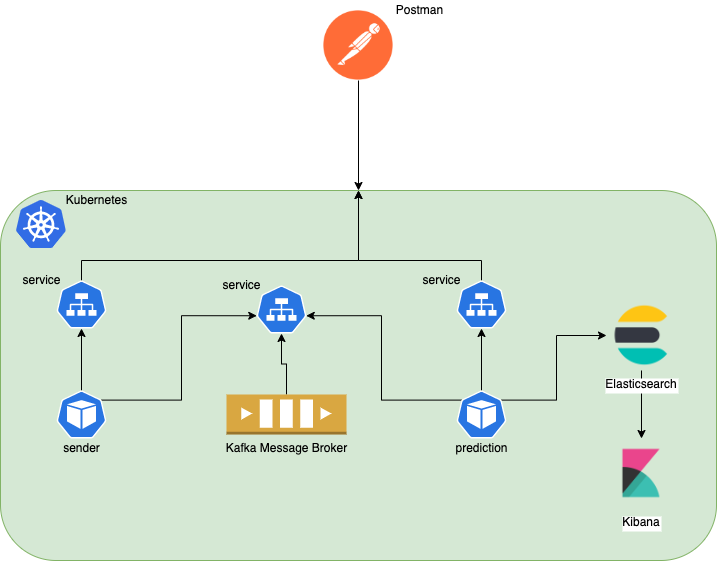 Postman
Kubernetes
service
service
service
Elasticsearch
sender
Kafka Message Broker
prediction
Kibana